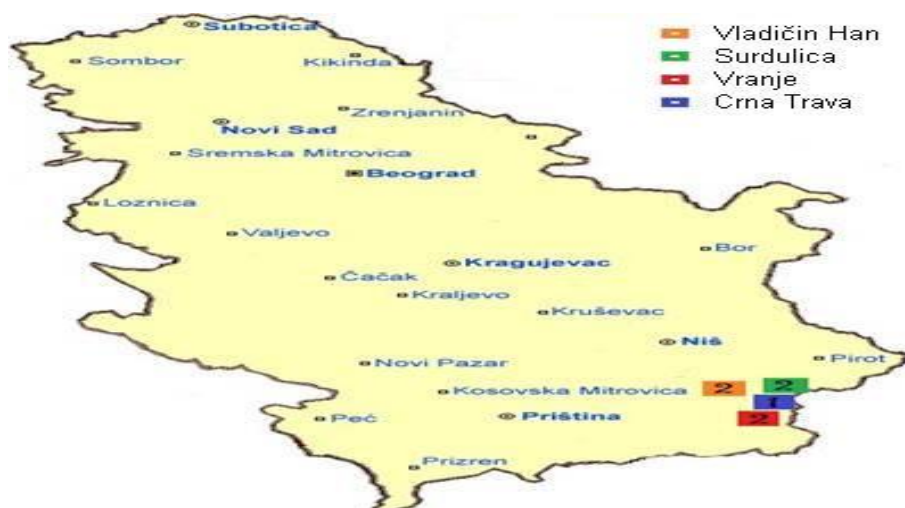 Subotica
Vladičin Han
Surdulica
Vranje
Crna Trava
Sombor
Kikinda
Zrenjanin
Novi Sad
Sremska Mitrovica
Beograd
Loznica
Valjevo
Bor
Kragujevac
Čačak
Kraljevo
Kruševac
Niš
Pirot
Novi Pazar
Kosovska Mitrovica
2
2
1
Peć
Priština
2
Prizren